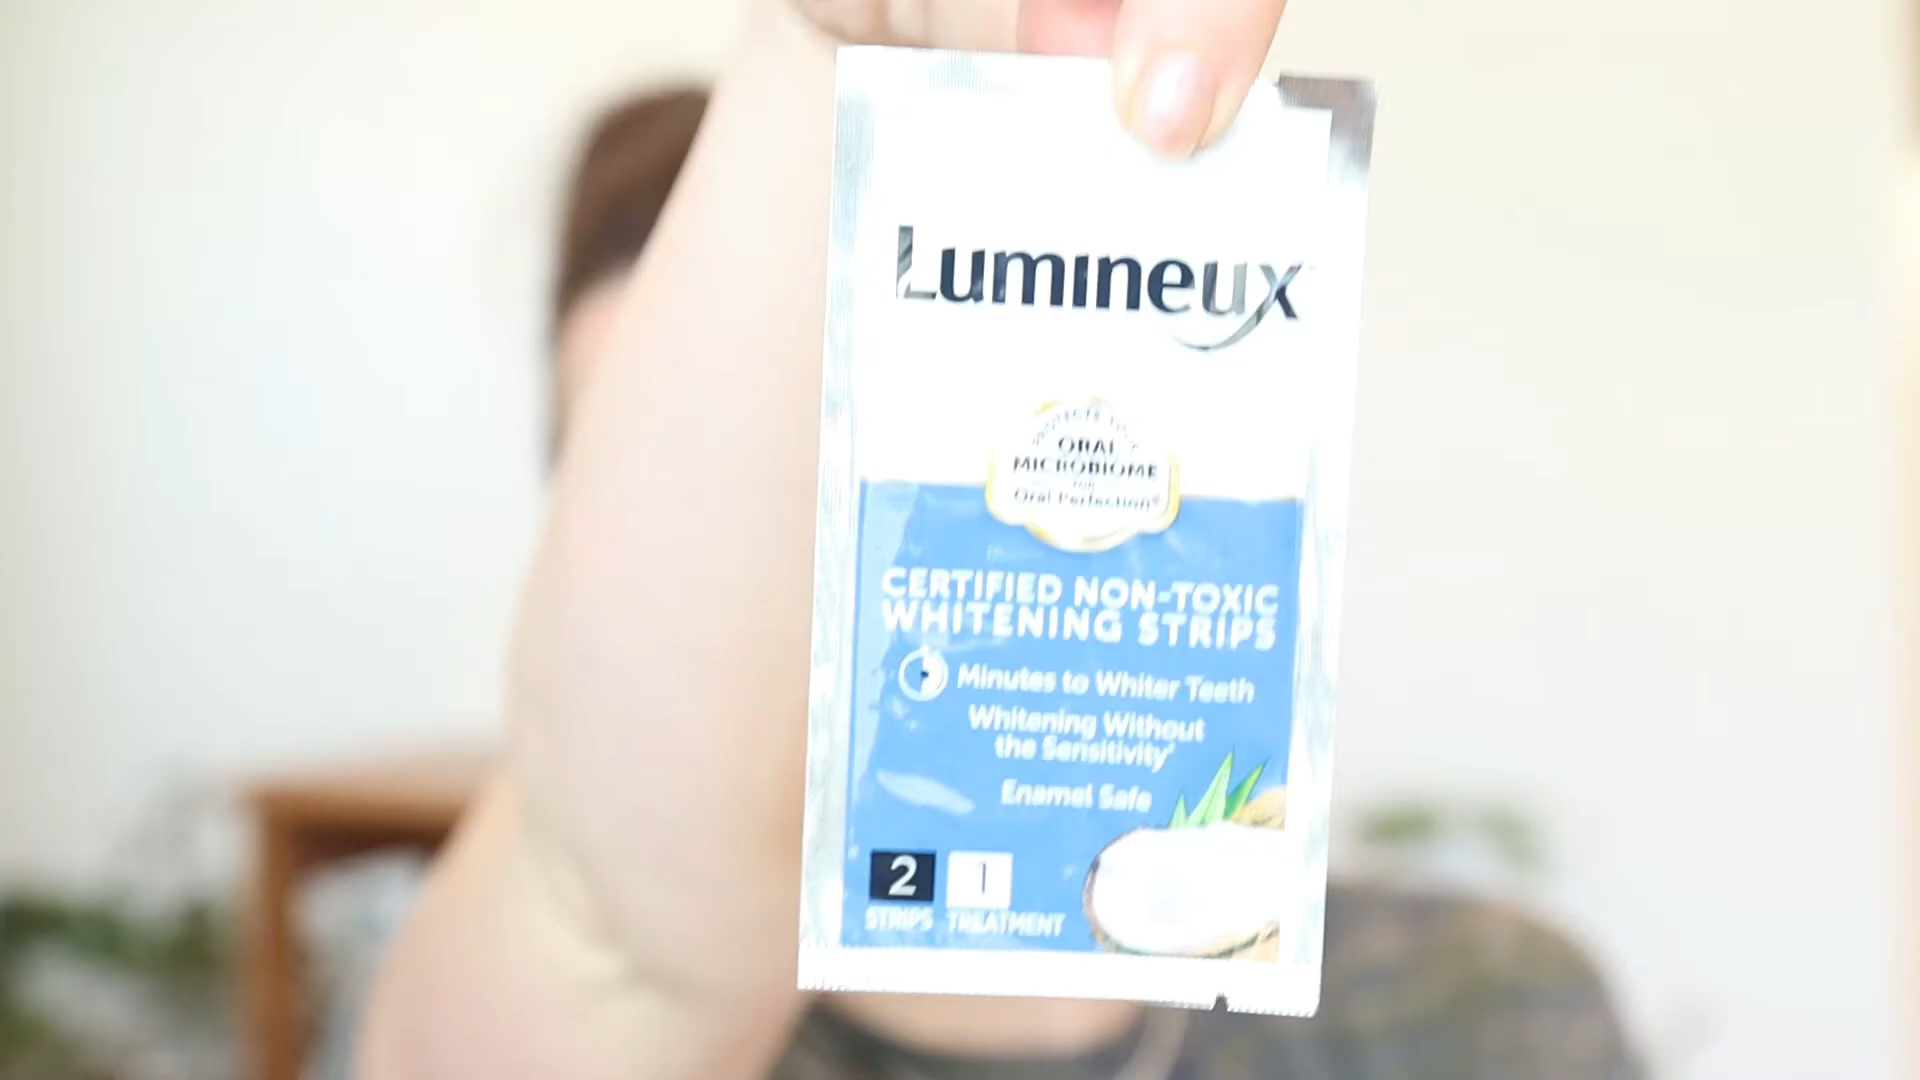 Lumineux
ORAL
MICROBIOME
FOR
Oral Perfection®
CERTIFIED NON-TOXIC
WHITENING STRIPS
Minutes to Whiter Teeth
Whitening Without
the Sensitivity
Enamel Safe
2 1
STRIPS TREATMENT